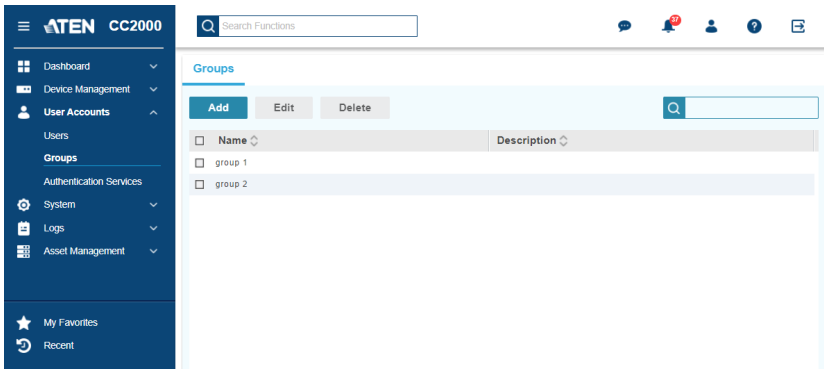 ATEN CC2000
Search Functions
37
Dashboard
Device Management
User Accounts
Users
Groups
Authentication Services
System
Logs
Asset Management
My Favorites
Recent
Groups
Add Edit Delete
Name Description
group 1
group 2